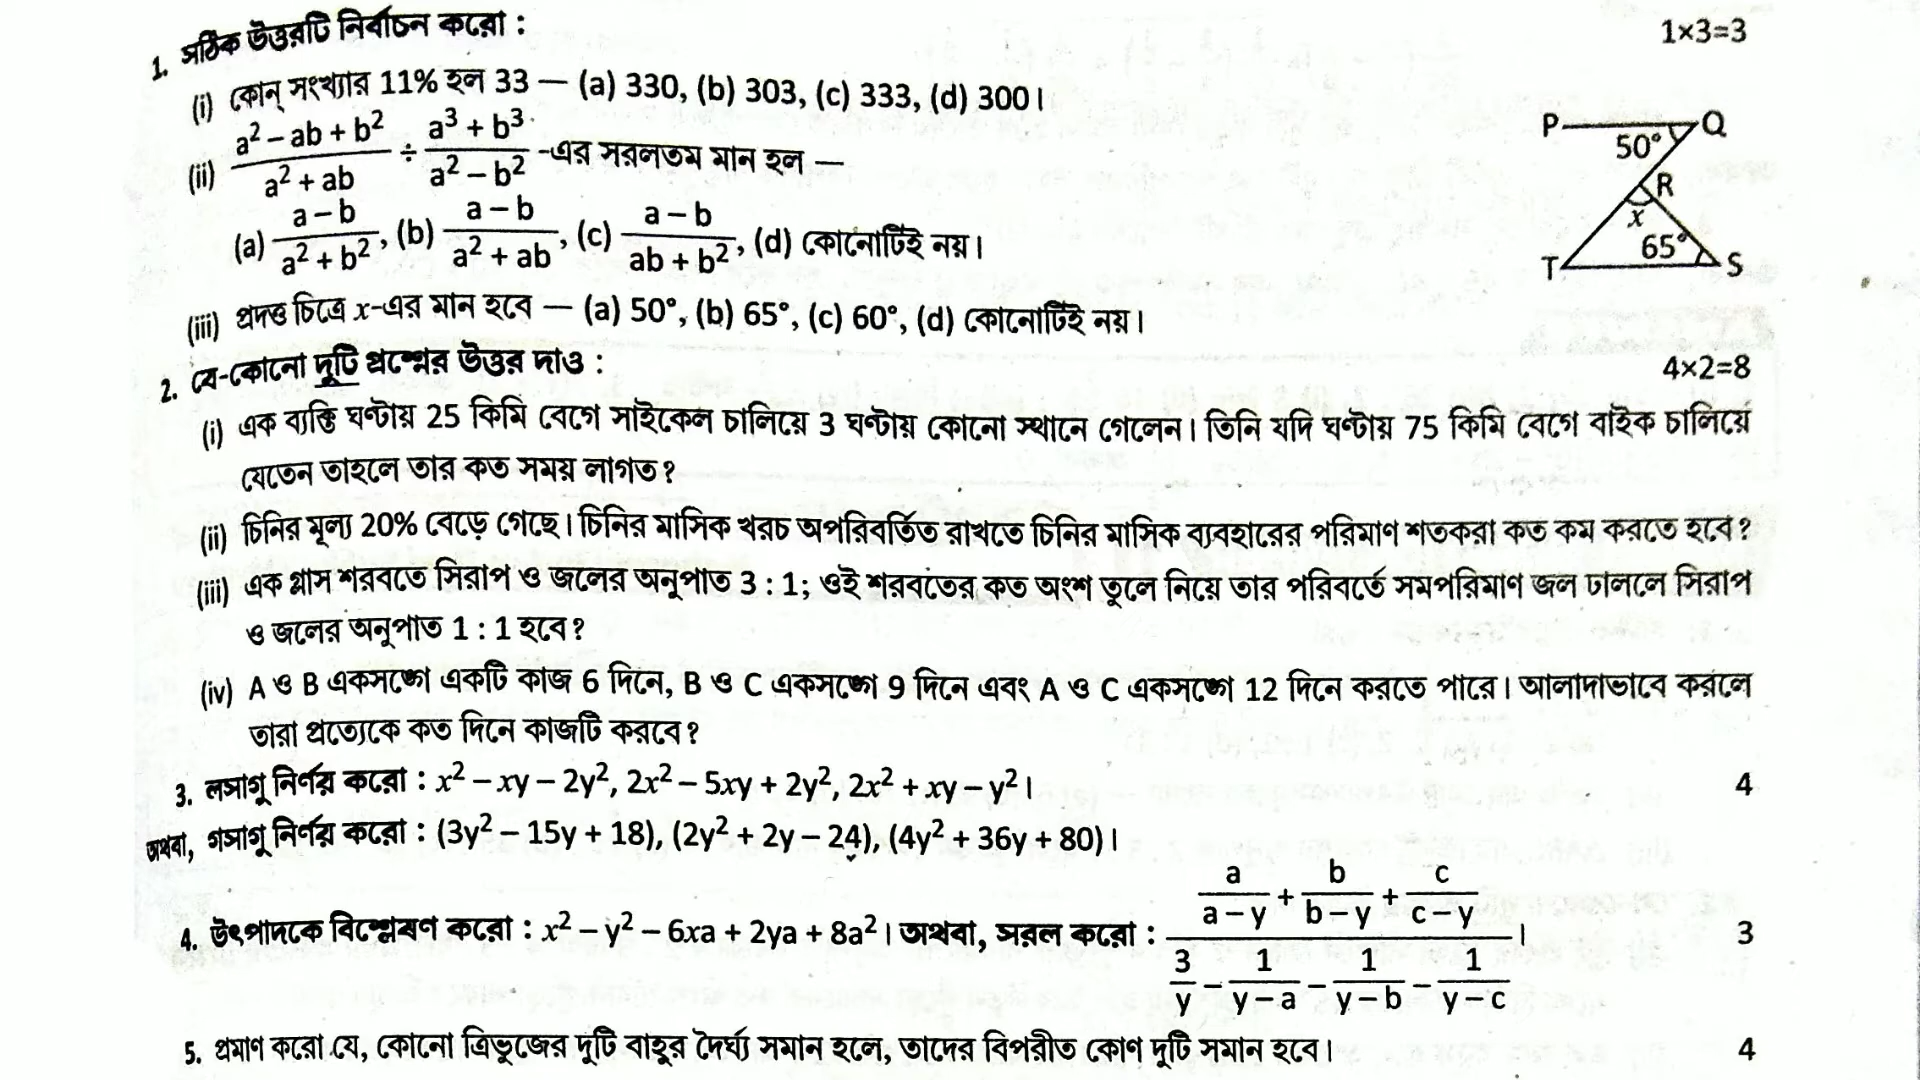 1. সঠিক উত্তরটি নির্বাচন করো : 1×3=3
(i) কোন্ সংখ্যার 11% হল 33 — (a) 330, (b) 303, (c) 333, (d) 300।
(ii) (a² – ab + b²)/(a² + ab) ÷ (a³ + b³)/(a² – b²) -এর সরলতম মান হল —
(a) (a – b)/(a² + b²), (b) (a – b)/(a² + ab), (c) (a – b)/(ab + b²), (d) কোনোটিই নয়।
P Q
50°
R
x
65°
T S
(iii) প্রদত্ত চিত্রে x-এর মান হবে — (a) 50°, (b) 65°, (c) 60°, (d) কোনোটিই নয়।
2. যে-কোনো দুটি প্রশ্নের উত্তর দাও : 4×2=8
(i) এক ব্যক্তি ঘণ্টায় 25 কিমি বেগে সাইকেল চালিয়ে 3 ঘণ্টায় কোনো স্থানে গেলেন। তিনি যদি ঘণ্টায় 75 কিমি বেগে বাইক চালিয়ে
যেতেন তাহলে তার কত সময় লাগত?
(ii) চিনির মূল্য 20% বেড়ে গেছে। চিনির মাসিক খরচ অপরিবর্তিত রাখতে চিনির মাসিক ব্যবহারের পরিমাণ শতকরা কত কম করতে হবে?
(iii) এক গ্লাস শরবতে সিরাপ ও জলের অনুপাত 3 : 1; ওই শরবতের কত অংশ তুলে নিয়ে তার পরিবর্তে সমপরিমাণ জল ঢাললে সিরাপ
ও জলের অনুপাত 1 : 1 হবে?
(iv) A ও B একসঙ্গে একটি কাজ 6 দিনে, B ও C একসঙ্গে 9 দিনে এবং A ও C একসঙ্গে 12 দিনে করতে পারে। আলাদাভাবে করলে
তারা প্রত্যেকে কত দিনে কাজটি করবে?
3. লসাগু নির্ণয় করো : x² – xy – 2y², 2x² – 5xy + 2y², 2x² + xy – y²। 4
অথবা, গসাগু নির্ণয় করো : (3y² – 15y + 18), (2y² + 2y – 24), (4y² + 36y + 80)।
4. উৎপাদকে বিশ্লেষণ করো : x² – y² – 6xa + 2ya + 8a²। অথবা, সরল করো : (a/(a – y) + b/(b – y) + c/(c – y))/(3/y – 1/(y – a) – 1/(y – b) – 1/(y – c))। 3
5. প্রমাণ করো যে, কোনো ত্রিভুজের দুটি বাহুর দৈর্ঘ্য সমান হলে, তাদের বিপরীত কোণ দুটি সমান হবে। 4